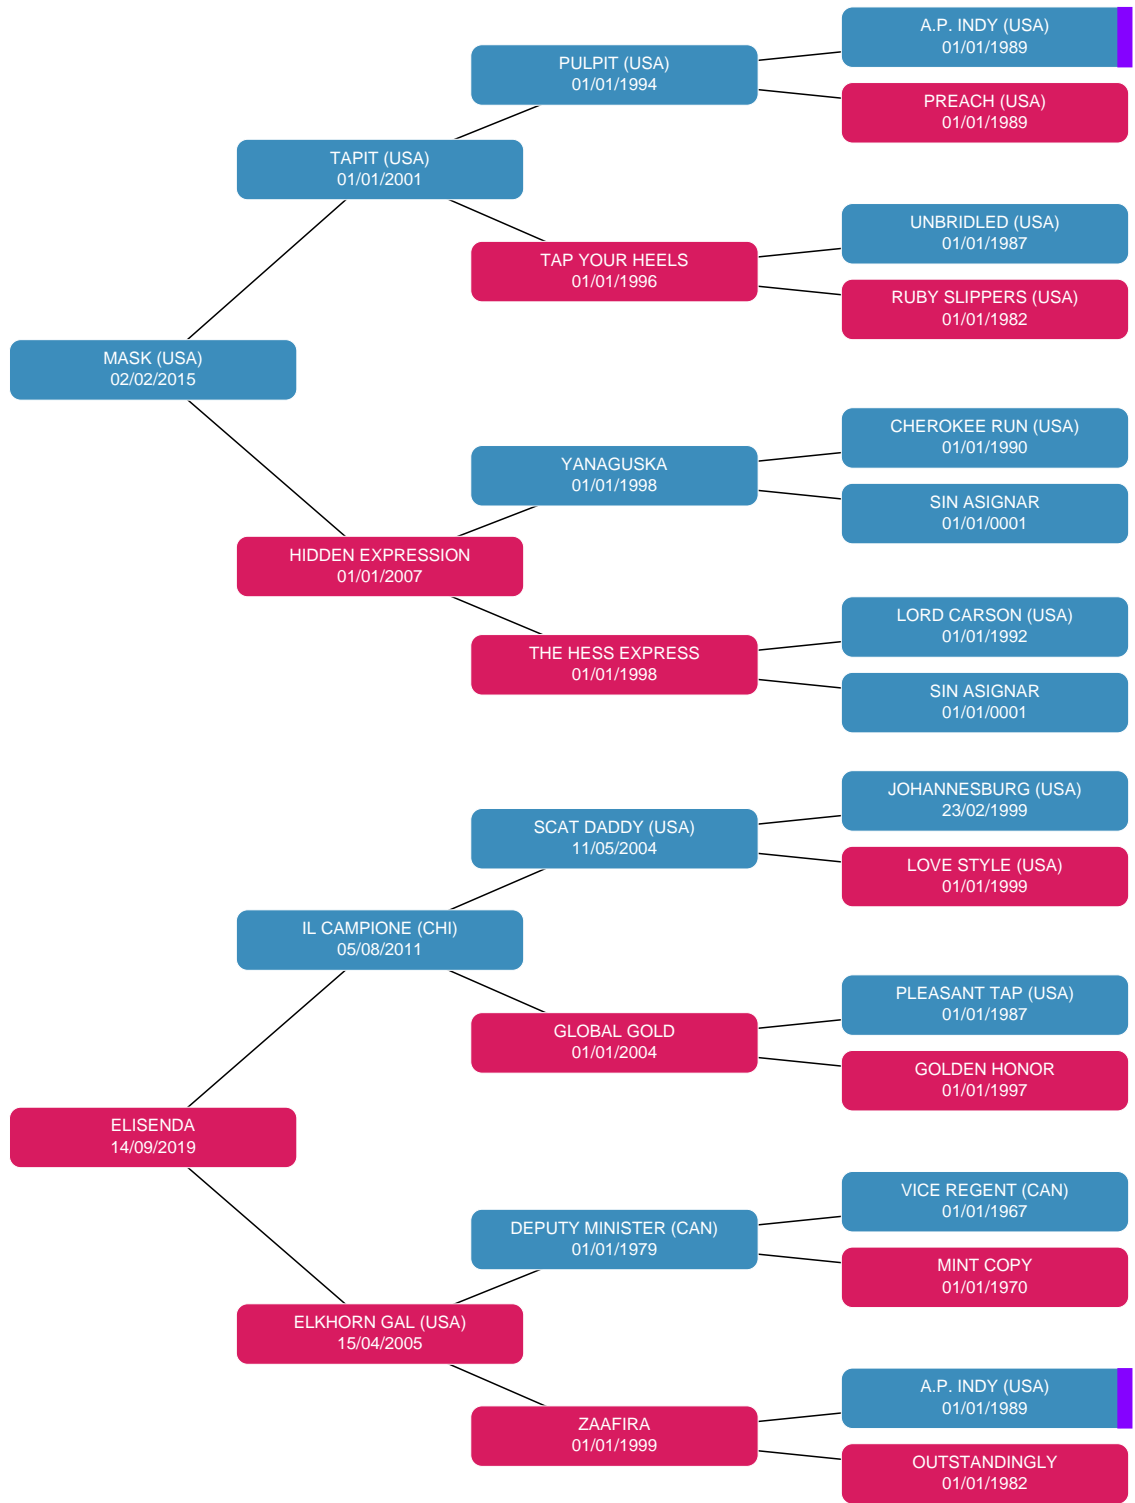 A.P. INDY (USA)
01/01/1989
PULPIT (USA)
01/01/1994
PREACH (USA)
01/01/1989
TAPIT (USA)
01/01/2001
UNBRIDLED (USA)
01/01/1987
TAP YOUR HEELS
01/01/1996
RUBY SLIPPERS (USA)
01/01/1982
MASK (USA)
02/02/2015
CHEROKEE RUN (USA)
01/01/1990
YANAGUSKA
01/01/1998
SIN ASIGNAR
01/01/0001
HIDDEN EXPRESSION
01/01/2007
LORD CARSON (USA)
01/01/1992
THE HESS EXPRESS
01/01/1998
SIN ASIGNAR
01/01/0001
JOHANNESBURG (USA)
23/02/1999
SCAT DADDY (USA)
11/05/2004
LOVE STYLE (USA)
01/01/1999
IL CAMPIONE (CHI)
05/08/2011
PLEASANT TAP (USA)
01/01/1987
GLOBAL GOLD
01/01/2004
GOLDEN HONOR
01/01/1997
ELISENDA
14/09/2019
VICE REGENT (CAN)
01/01/1967
DEPUTY MINISTER (CAN)
01/01/1979
MINT COPY
01/01/1970
ELKHORN GAL (USA)
15/04/2005
A.P. INDY (USA)
01/01/1989
ZAAFIRA
01/01/1999
OUTSTANDINGLY
01/01/1982